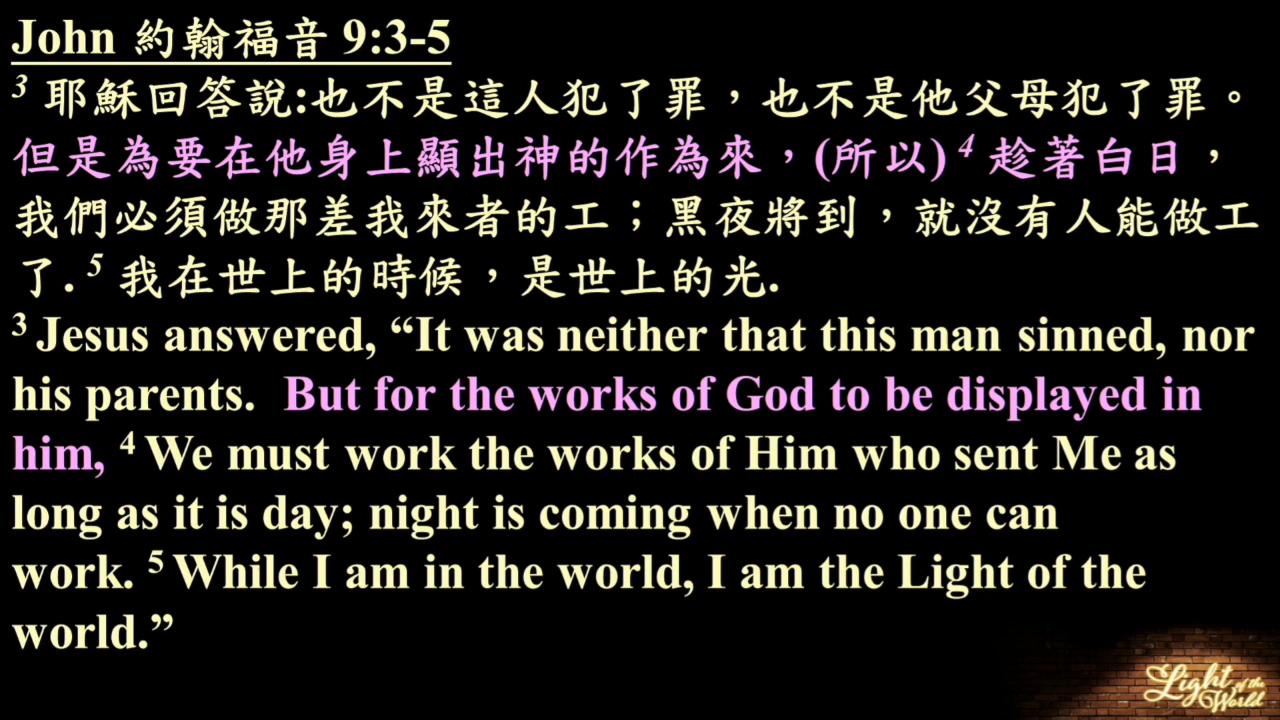 John 約翰福音 9:3-5
3 耶穌回答說:也不是這人犯了罪，也不是他父母犯了罪。
但是為要在他身上顯出神的作為來，(所以) 4 趁著白日，
我們必須做那差我來者的工；黑夜將到，就沒有人能做工
了. 5 我在世上的時候，是世上的光.
3 Jesus answered, “It was neither that this man sinned, nor
his parents. But for the works of God to be displayed in
him, 4 We must work the works of Him who sent Me as
long as it is day; night is coming when no one can
work. 5 While I am in the world, I am the Light of the
world.”
Light of the
World